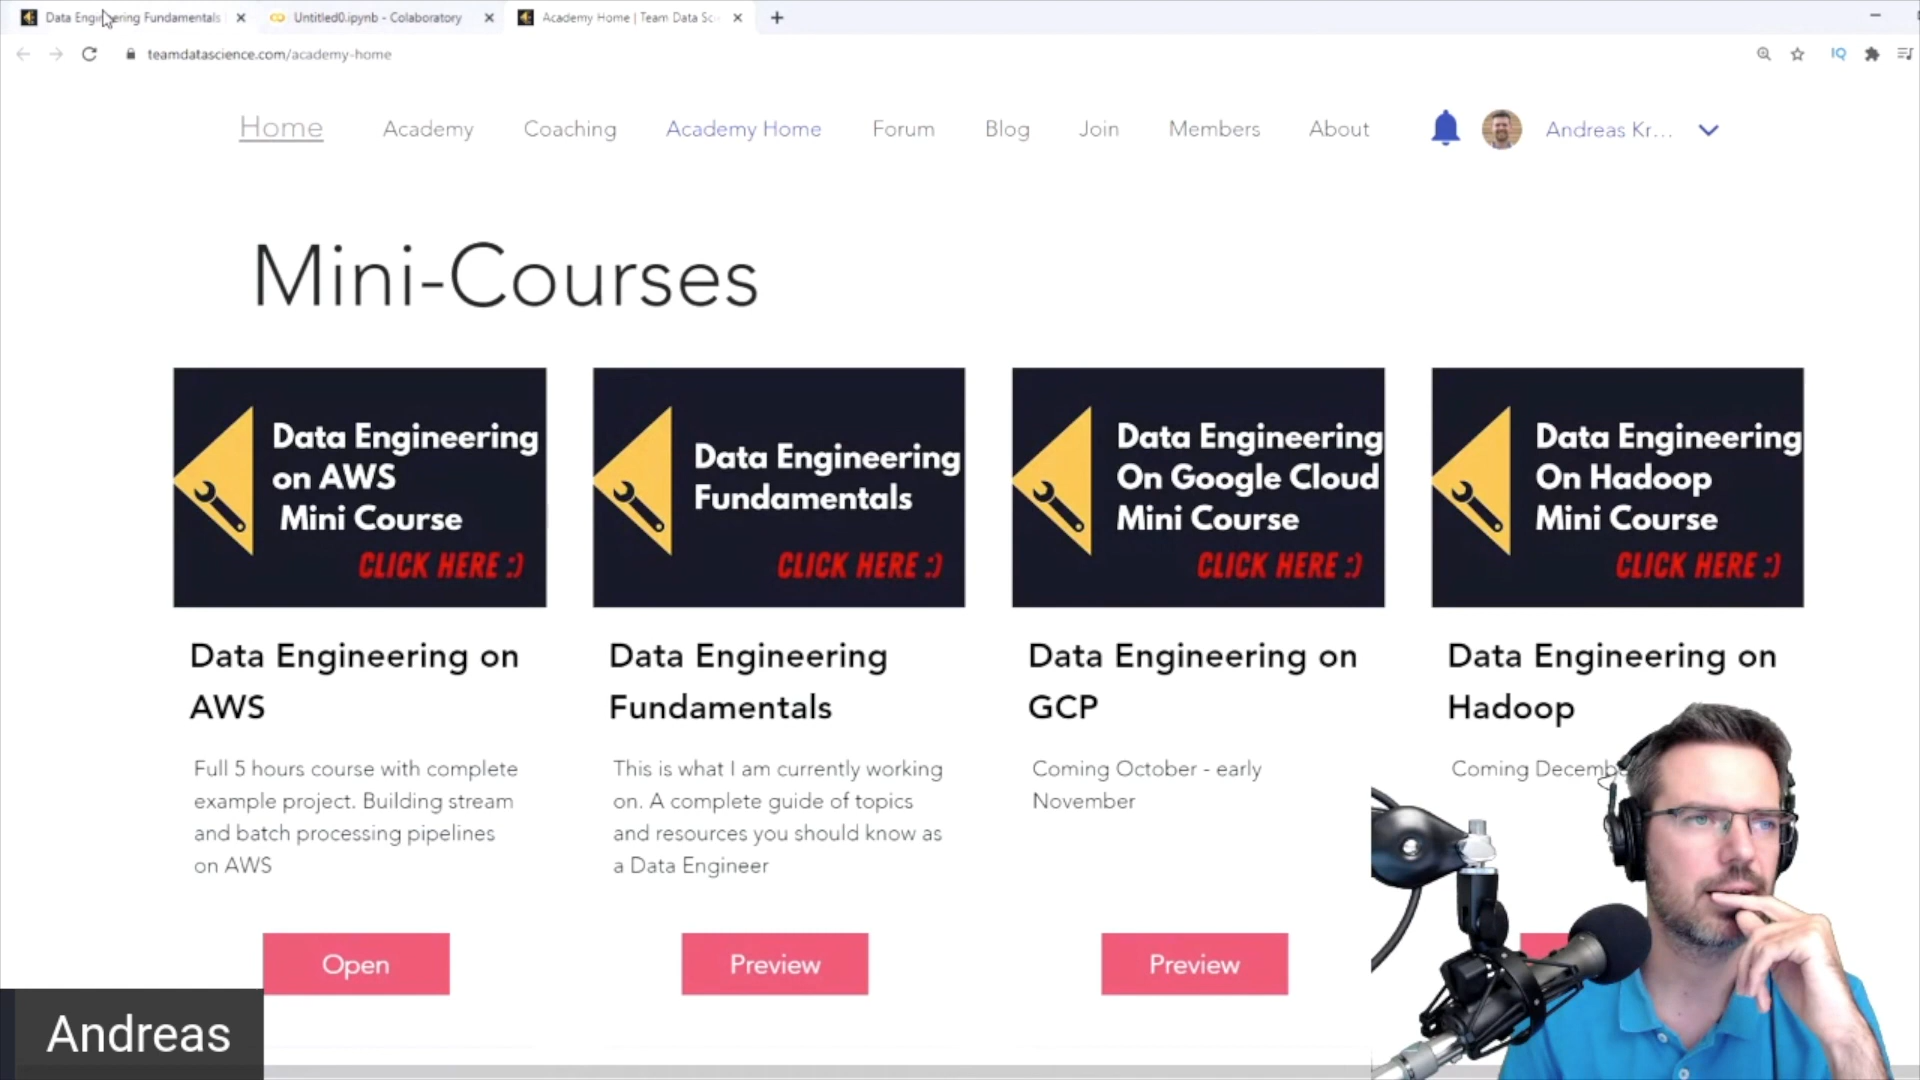 Data Engineering Fundamentals
Untitled0.ipynb - Colaboratory
Academy Home | Team Data Sc
teamdatascience.com/academy-home
IQ
Home
Academy
Coaching
Academy Home
Forum
Blog
Join
Members
About
Andreas Kr...
Mini-Courses
Data Engineering
on AWS
Mini Course
CLICK HERE :)
Data Engineering
Fundamentals
CLICK HERE :)
Data Engineering
On Google Cloud
Mini Course
CLICK HERE :)
Data Engineering
On Hadoop
Mini Course
CLICK HERE :)
Data Engineering on
AWS
Full 5 hours course with complete
example project. Building stream
and batch processing pipelines
on AWS
Open
Data Engineering
Fundamentals
This is what I am currently working
on. A complete guide of topics
and resources you should know as
a Data Engineer
Preview
Data Engineering on
GCP
Coming October - early
November
Preview
Data Engineering on
Hadoop
Coming Decemb
Andreas